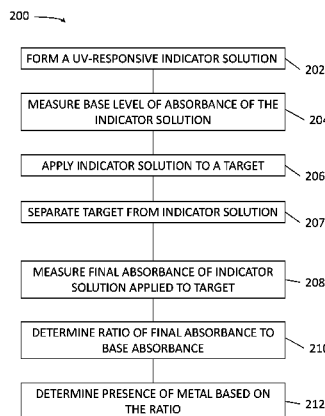 200
FORM A UV-RESPONSIVE INDICATOR SOLUTION
202
MEASURE BASE LEVEL OF ABSORBANCE OF THE
INDICATOR SOLUTION
204
APPLY INDICATOR SOLUTION TO A TARGET
206
SEPARATE TARGET FROM INDICATOR SOLUTION
207
MEASURE FINAL ABSORBANCE OF INDICATOR
SOLUTION APPLIED TO TARGET
208
DETERMINE RATIO OF FINAL ABSORBANCE TO
BASE ABSORBANCE
210
DETERMINE PRESENCE OF METAL BASED ON
THE RATIO
212